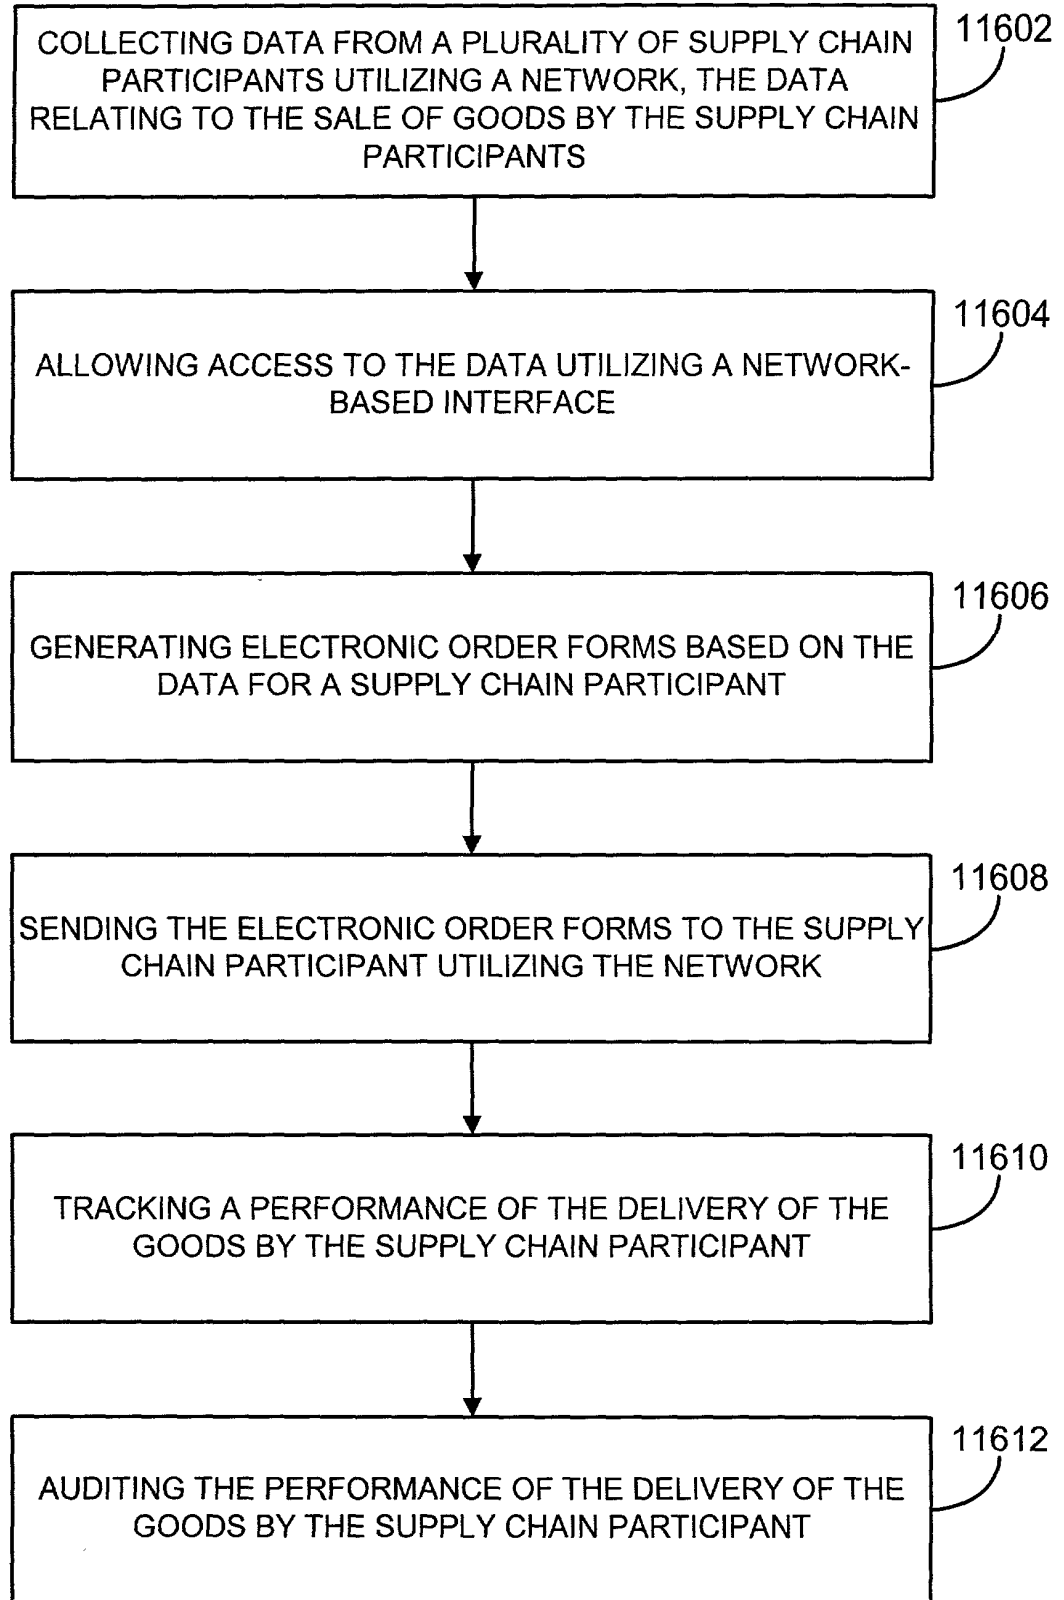 COLLECTING DATA FROM A PLURALITY OF SUPPLY CHAIN
PARTICIPANTS UTILIZING A NETWORK, THE DATA
RELATING TO THE SALE OF GOODS BY THE SUPPLY CHAIN
PARTICIPANTS
11602
ALLOWING ACCESS TO THE DATA UTILIZING A NETWORK-
BASED INTERFACE
11604
GENERATING ELECTRONIC ORDER FORMS BASED ON THE
DATA FOR A SUPPLY CHAIN PARTICIPANT
11606
SENDING THE ELECTRONIC ORDER FORMS TO THE SUPPLY
CHAIN PARTICIPANT UTILIZING THE NETWORK
11608
TRACKING A PERFORMANCE OF THE DELIVERY OF THE
GOODS BY THE SUPPLY CHAIN PARTICIPANT
11610
AUDITING THE PERFORMANCE OF THE DELIVERY OF THE
GOODS BY THE SUPPLY CHAIN PARTICIPANT
11612